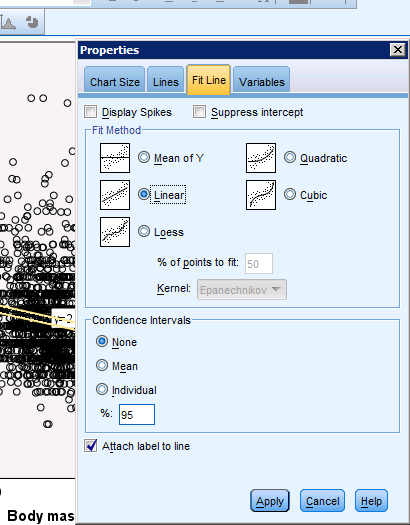 Properties
Chart Size Lines Fit Line Variables
Display Spikes Suppress intercept
Fit Method
Mean of Y Quadratic
Linear Cubic
Loess
% of points to fit: 50
Kernel: Epanechnikov
Confidence Intervals
None
Mean
Individual
%: 95
Attach label to line
Apply Cancel Help
Body mas